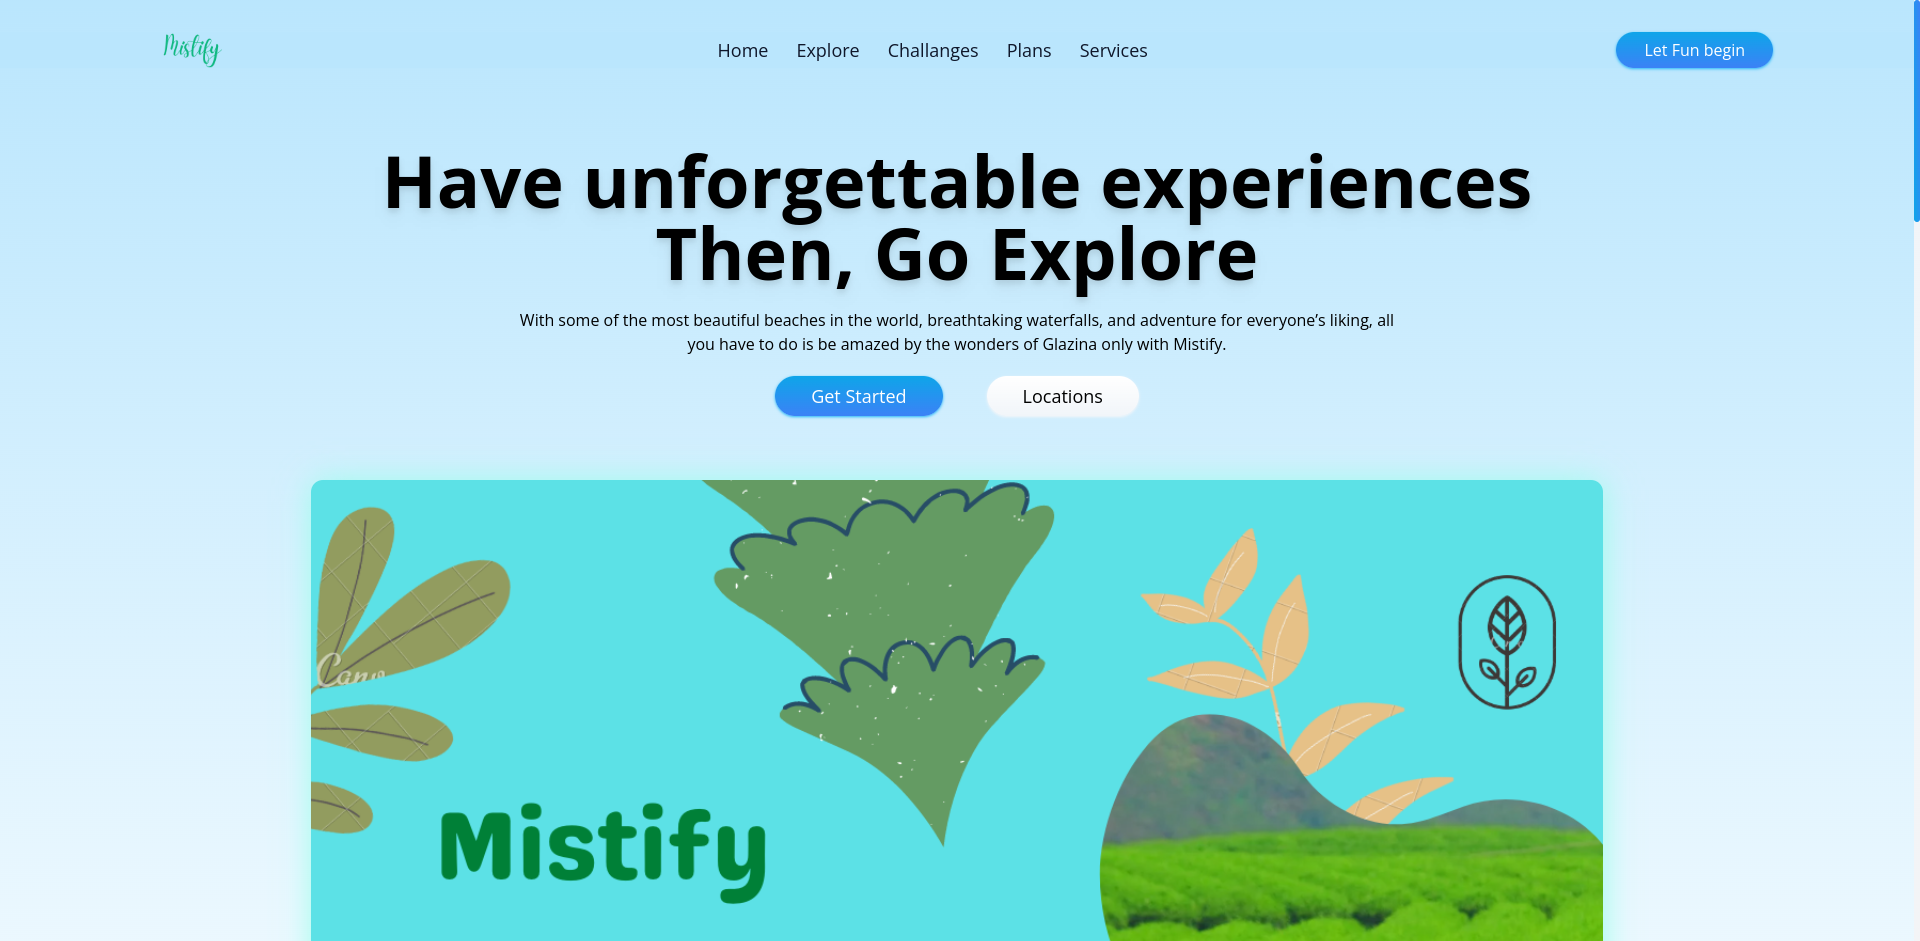 Mistify
Home Explore Challanges Plans Services
Let Fun begin
Have unforgettable experiences
Then, Go Explore
With some of the most beautiful beaches in the world, breathtaking waterfalls, and adventure for everyone’s liking, all
you have to do is be amazed by the wonders of Glazina only with Mistify.
Get Started Locations
Canva
Mistify